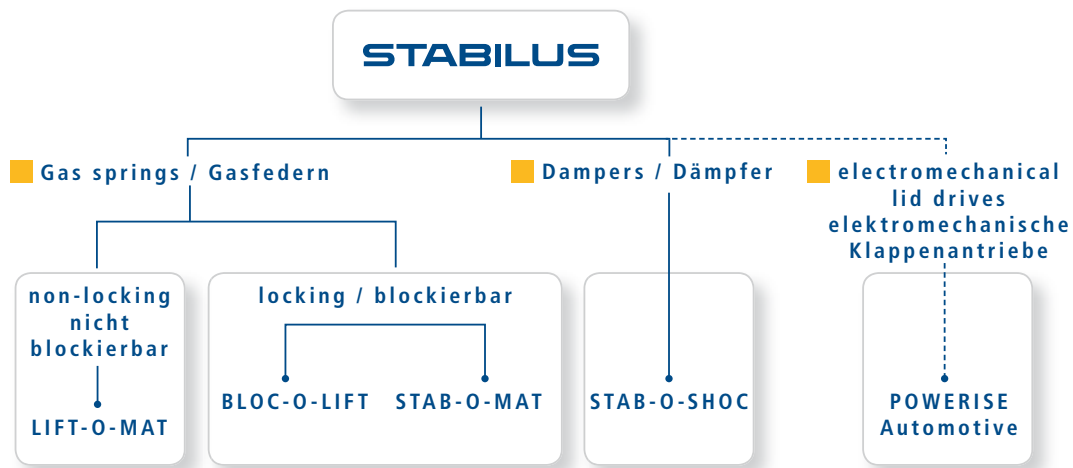 STABILUS
Gas springs / Gasfedern
Dampers / Dämpfer
electromechanical
lid drives
elektromechanische
Klappenantriebe
non-locking
nicht
blockierbar
LIFT-O-MAT
locking / blockierbar
BLOC-O-LIFT
STAB-O-MAT
STAB-O-SHOC
POWERISE
Automotive